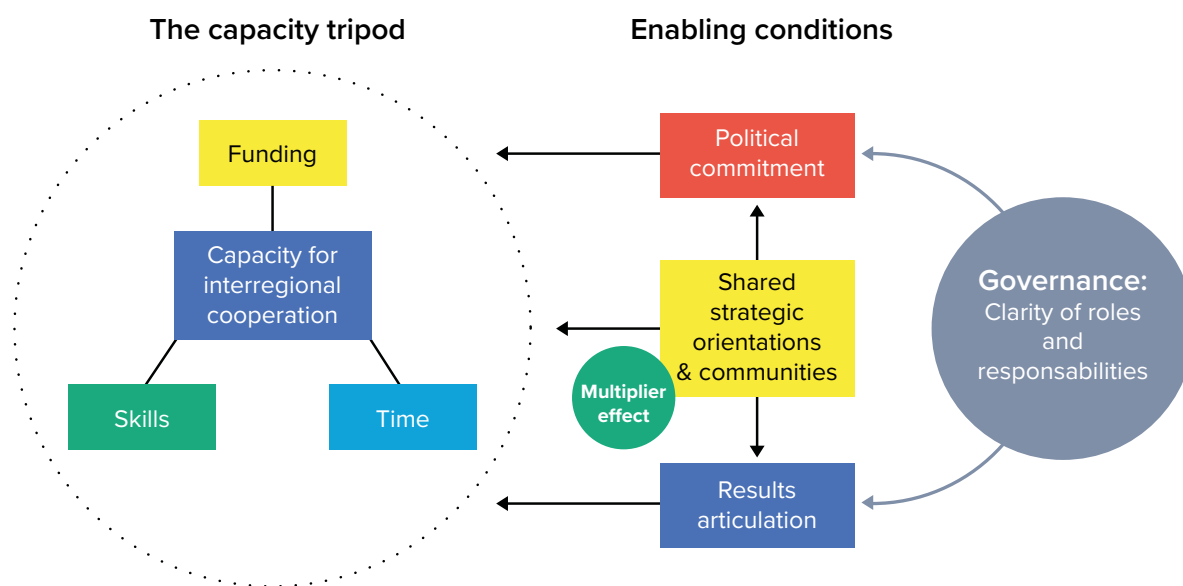 The capacity tripod
Enabling conditions
Funding
Capacity for
interregional
cooperation
Skills
Time
Political
commitment
Shared
strategic
orientations
& communities
Multiplier
effect
Results
articulation
Governance:
Clarity of roles
and
responsabilities